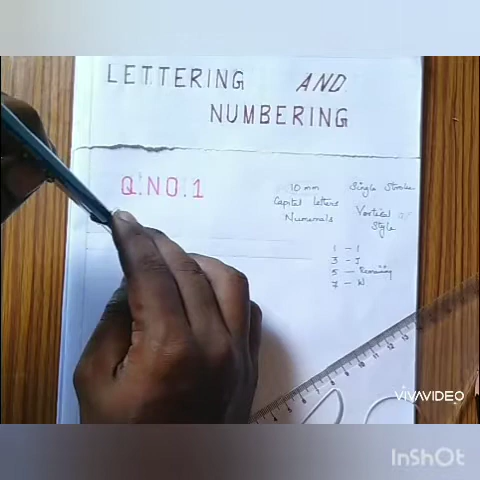 LETTERING AND
NUMBERING
Q.NO.1
10 mm
Capital letters
Numerals
Single Stroke
Vertical
Style
1 - I
3 - J
5 - Remaining
7 - W
VIVAVIDEO
InShOt